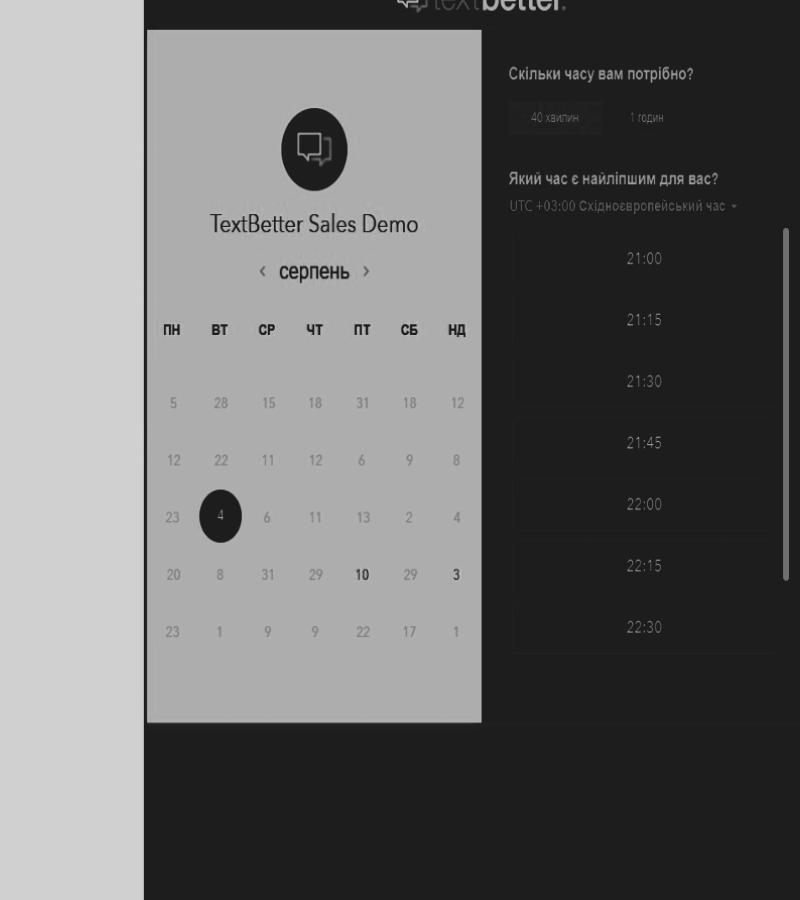 textbetter.
TextBetter Sales Demo
‹ серпень ›
ПН ВТ СР ЧТ ПТ СБ НД
5 28 15 18 31 18 12
12 22 11 12 6 9 8
23 4 6 11 13 2 4
20 8 31 29 10 29 3
23 1 9 9 22 17 1
Скільки часу вам потрібно?
40 хвилин 1 годин
Який час є найліпшим для вас?
UTC +03:00 Східноєвропейський час
21:00
21:15
21:30
21:45
22:00
22:15
22:30